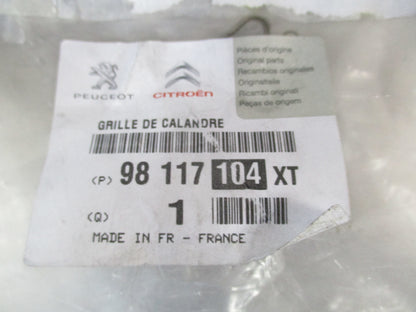 PEUGEOT
CITROËN
Pièces d'origine
Original parts
Recambios originales
Originalteile
Ricambi originali
Peças de origem
GRILLE DE CALANDRE
(P) 98 117 104 XT
(Q) 1
MADE IN FR - FRANCE